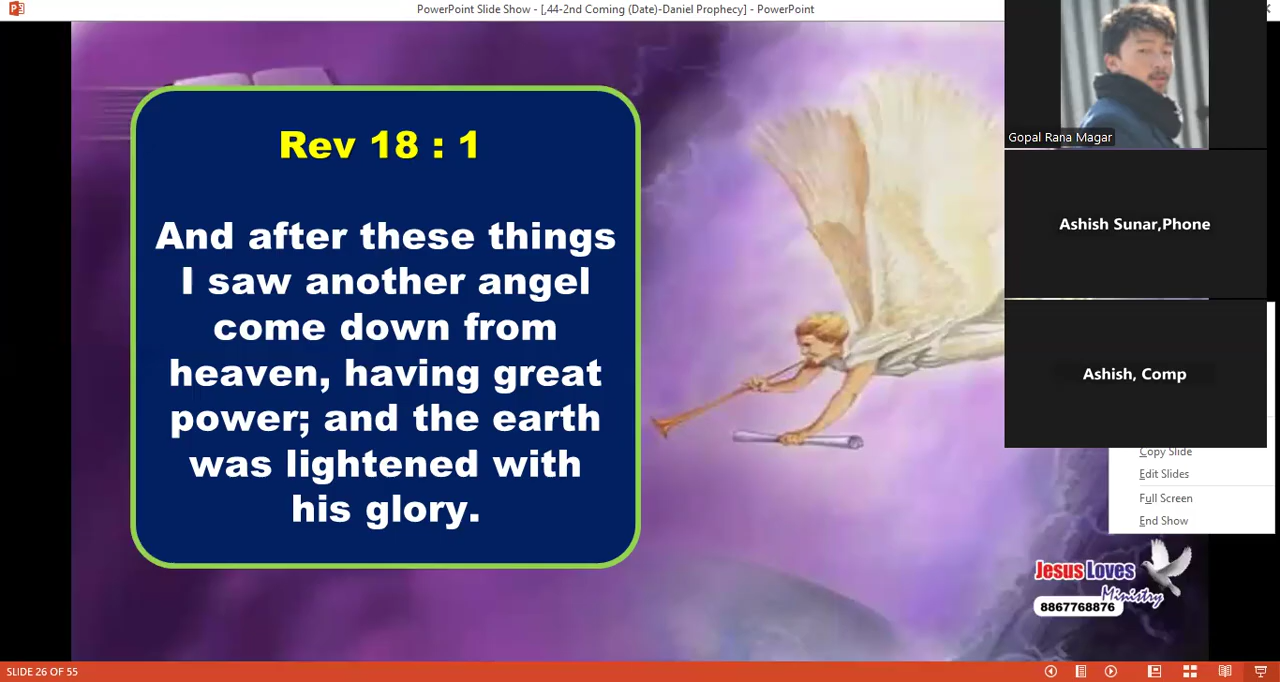 PowerPoint Slide Show - [,44-2nd Coming (Date)-Daniel Prophecy] - PowerPoint
Rev 18 : 1
And after these things
I saw another angel
come down from
heaven, having great
power; and the earth
was lightened with
his glory.
Gopal Rana Magar
Ashish Sunar,Phone
Ashish, Comp
Copy Slide
Edit Slides
Full Screen
End Show
Jesus Loves
Ministry
8867768876
SLIDE 26 OF 55